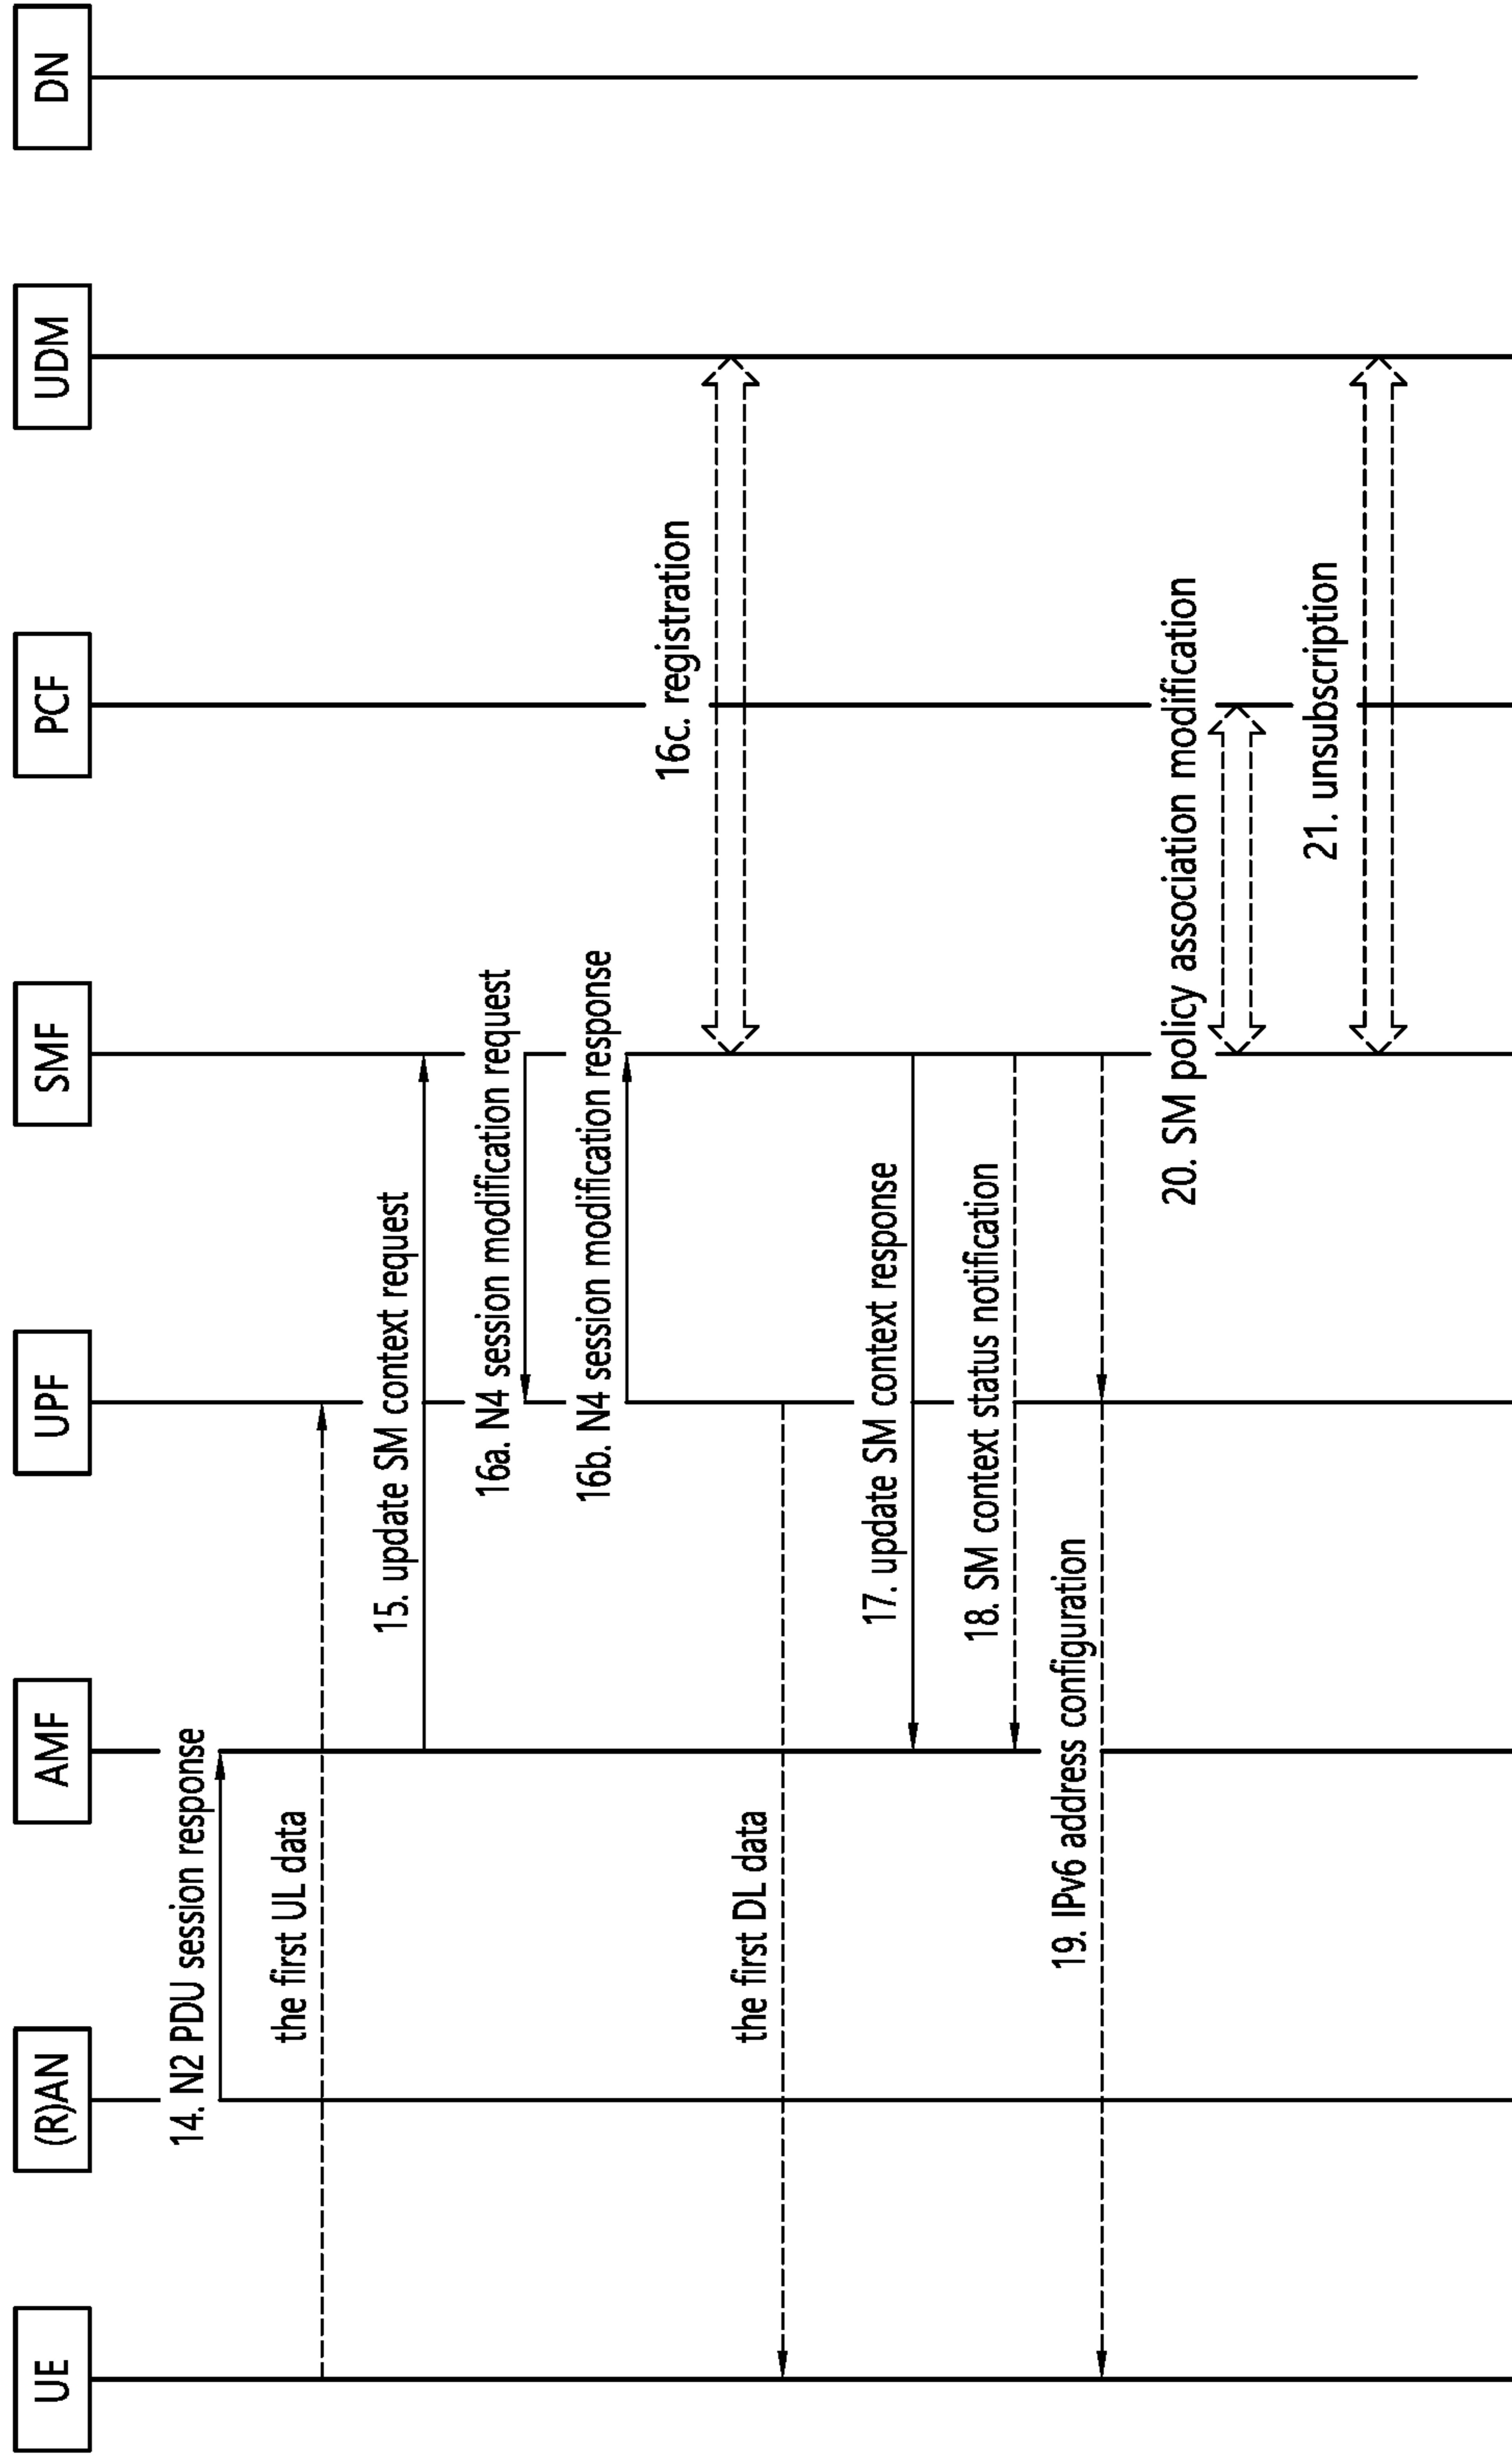 UE
(R)AN
AMF
UPF
SMF
PCF
UDM
DN
14. N2 PDU session response
the first UL data
15. update SM context request
16a. N4 session modification request
16b. N4 session modification response
16c. registration
the first DL data
17. update SM context response
18. SM context status notification
19. IPv6 address configuration
20. SM policy association modification
21. unsubscription